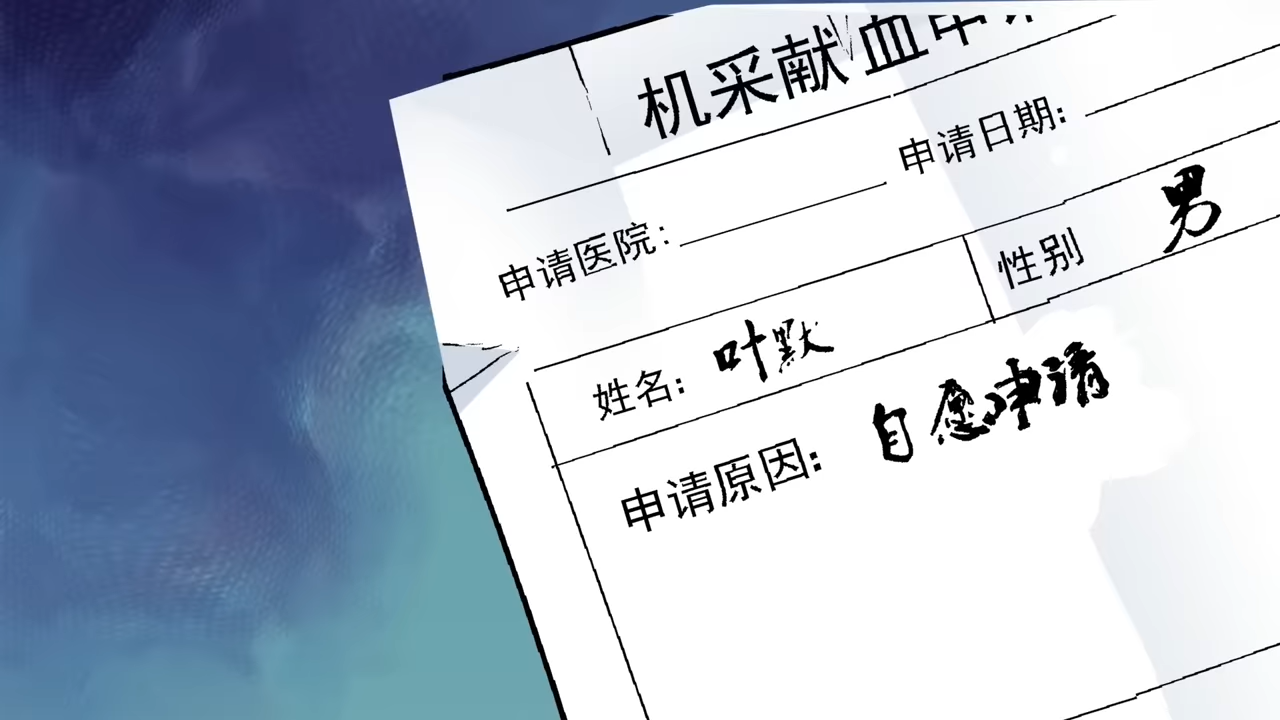 机采献血申
申请医院： 申请日期：
姓名： 叶默 性别 男
申请原因： 自愿申请